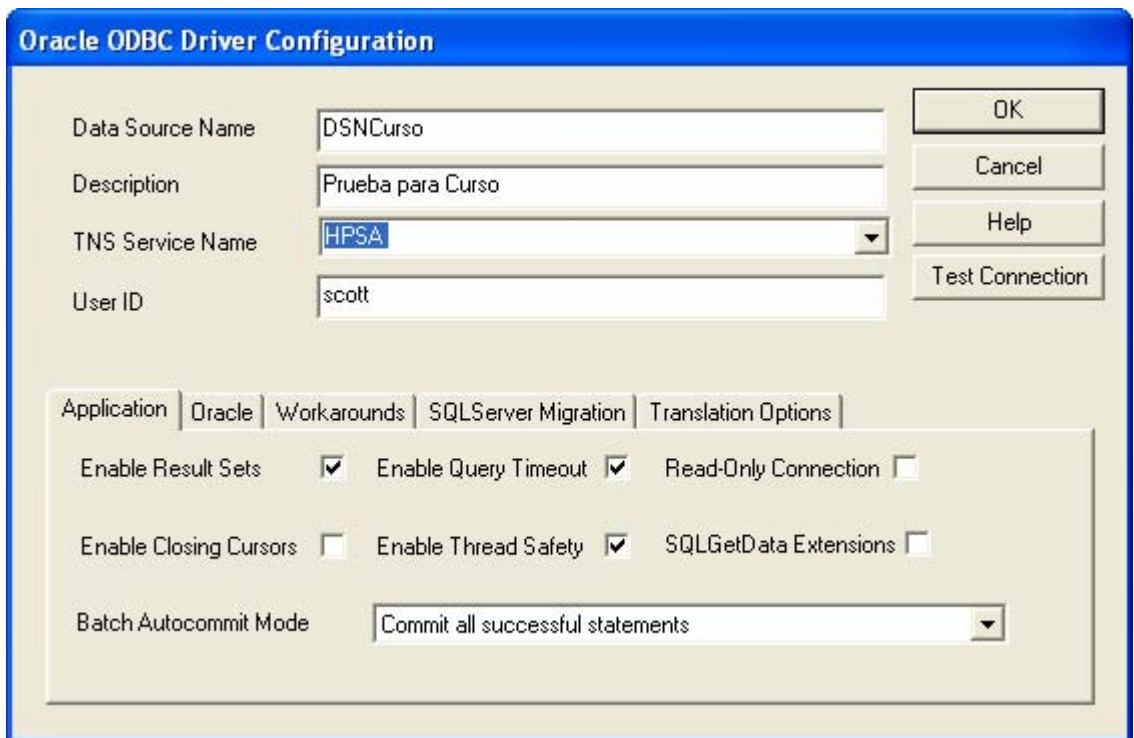 Oracle ODBC Driver Configuration
Data Source Name DSNCurso OK
Description Prueba para Curso Cancel
TNS Service Name HPSA Help
User ID scott Test Connection
Application Oracle Workarounds SQLServer Migration Translation Options
Enable Result Sets Enable Query Timeout Read-Only Connection
Enable Closing Cursors Enable Thread Safety SQLGetData Extensions
Batch Autocommit Mode Commit all successful statements